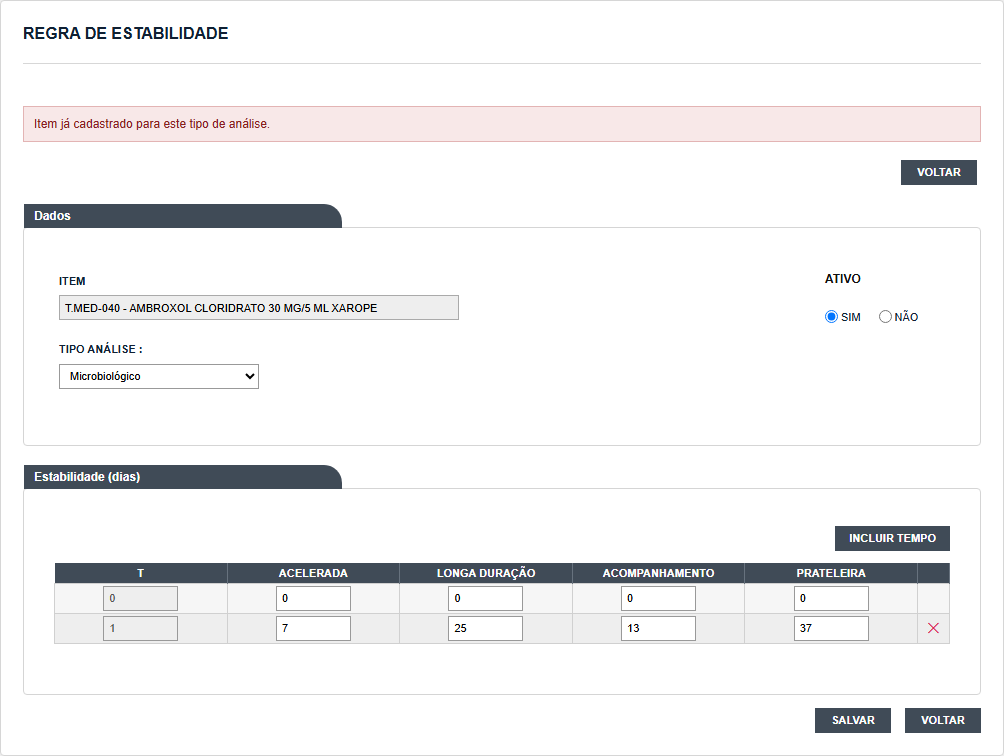 REGRA DE ESTABILIDADE
Item já cadastrado para este tipo de análise.
VOLTAR
Dados
ITEM
T.MED-040 - AMBROXOL CLORIDRATO 30 MG/5 ML XAROPE
ATIVO
SIM NÃO
TIPO ANÁLISE :
Microbiológico
Estabilidade (dias)
INCLUIR TEMPO
T ACELERADA LONGA DURAÇÃO ACOMPANHAMENTO PRATELEIRA
0 0 0 0 0
1 7 25 13 37
SALVAR VOLTAR